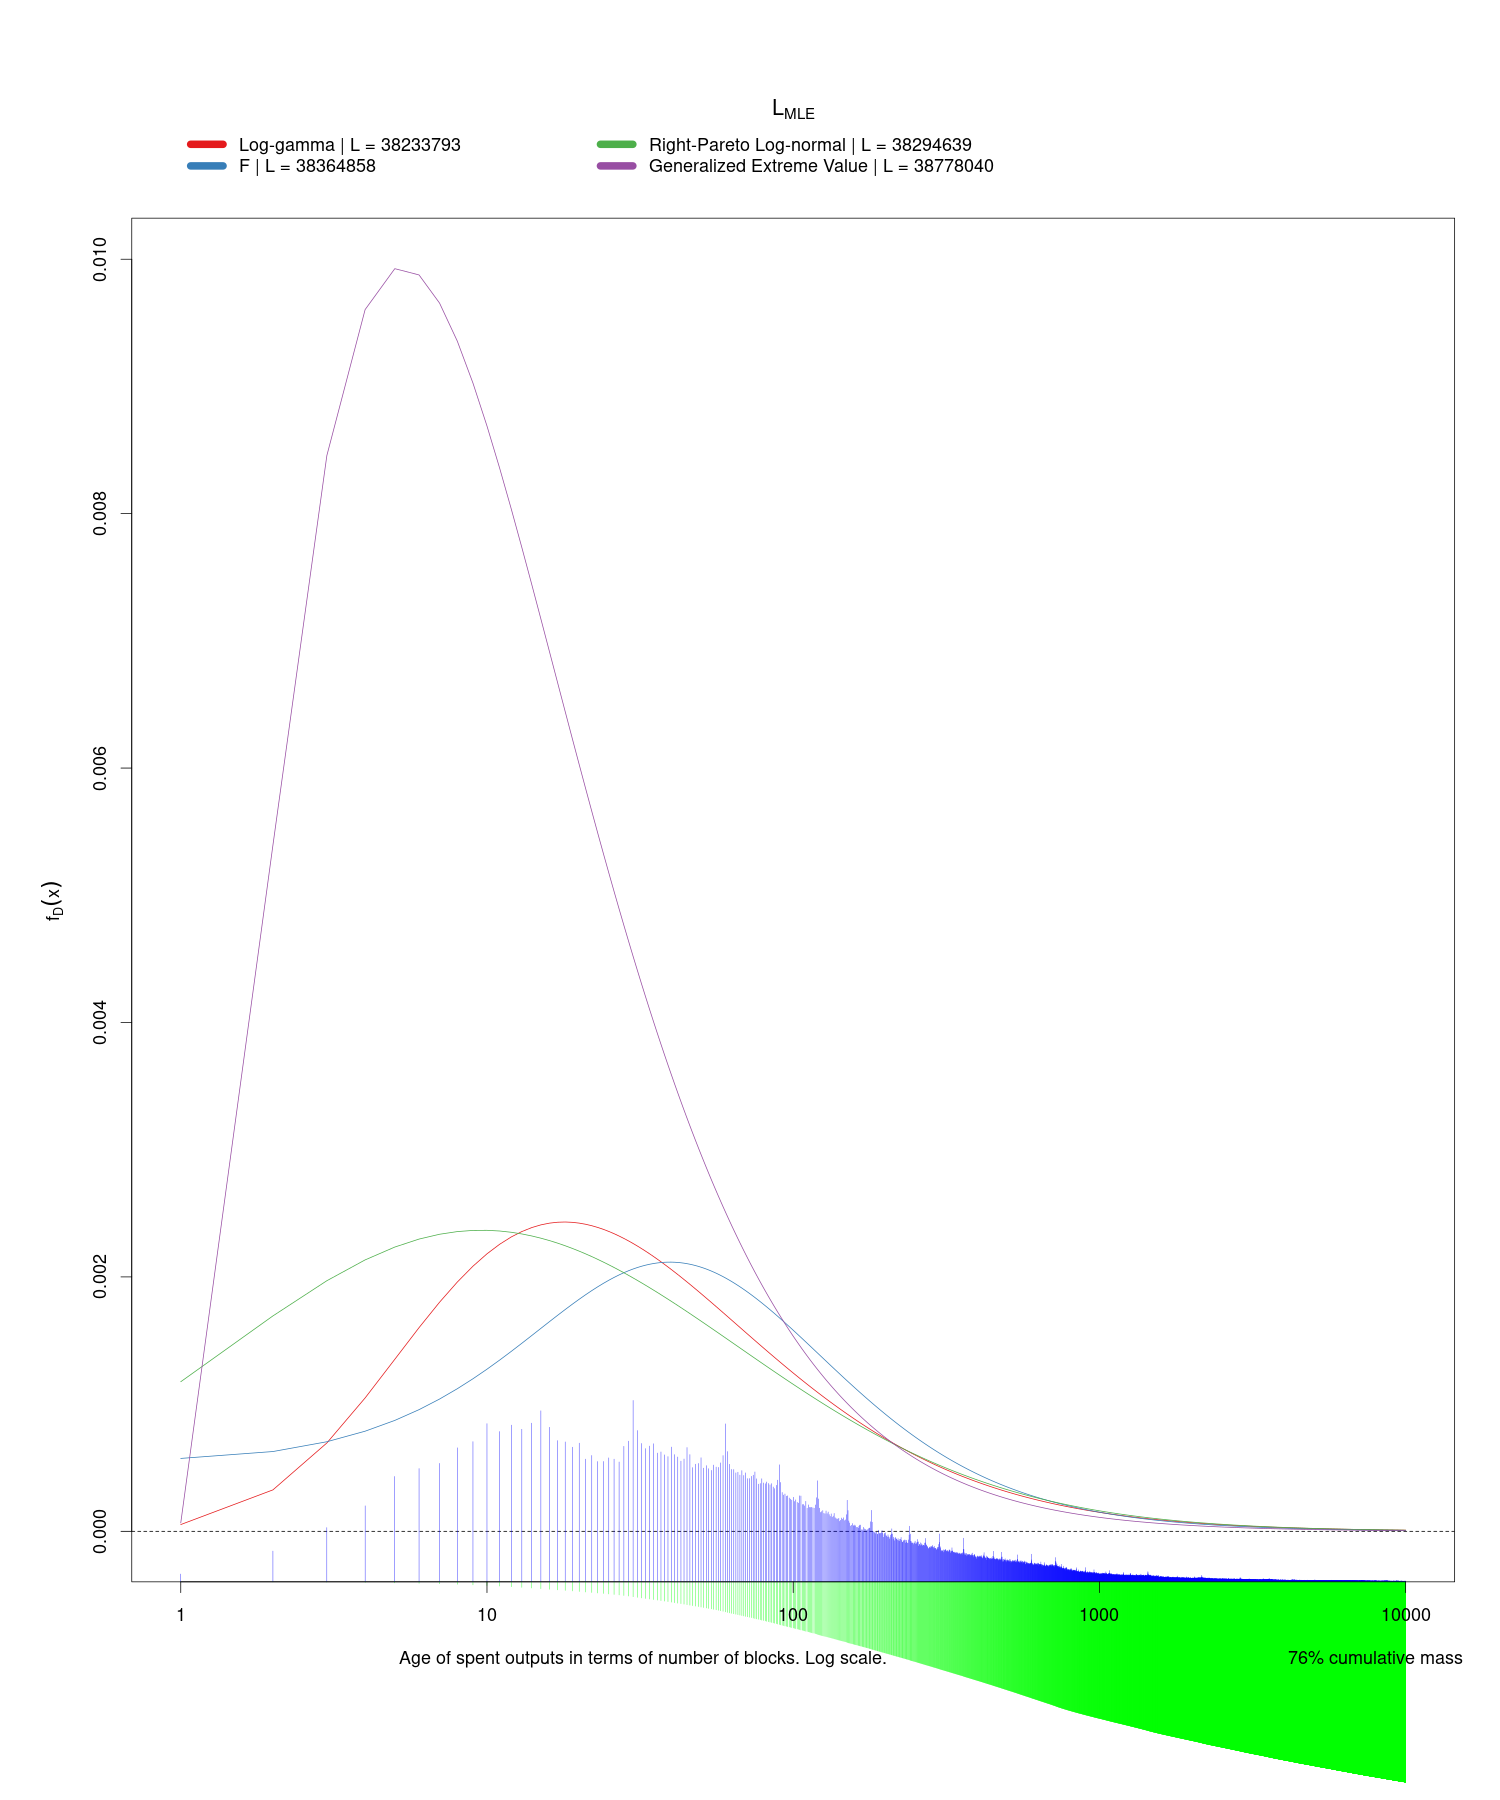 L_MLE
Log-gamma | L = 38233793
Right-Pareto Log-normal | L = 38294639
F | L = 38364858
Generalized Extreme Value | L = 38778040
0.010
0.008
0.006
0.004
0.002
0.000
f_D(x)
1 10 100 1000 10000
Age of spent outputs in terms of number of blocks. Log scale.
76% cumulative mass